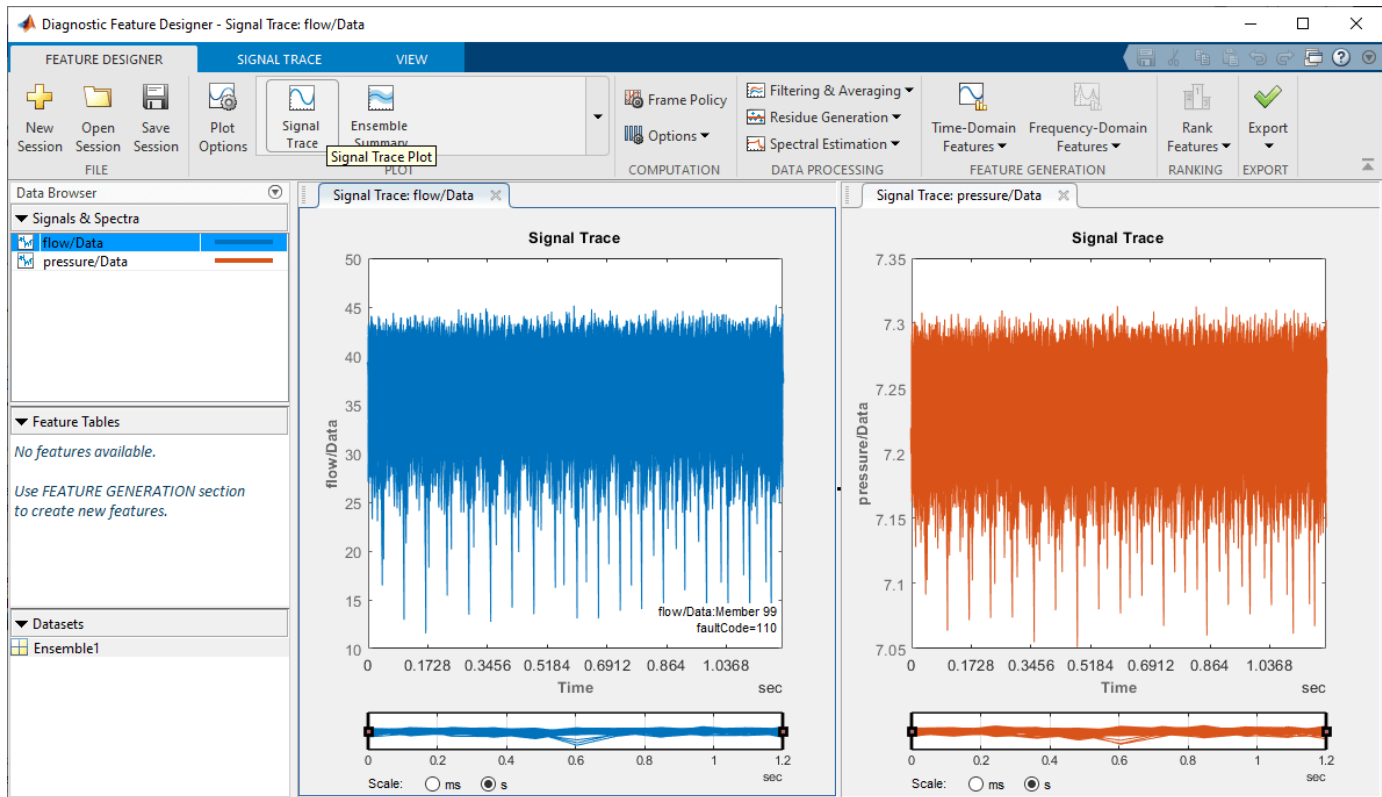 Diagnostic Feature Designer - Signal Trace: flow/Data
FEATURE DESIGNER
SIGNAL TRACE
VIEW
New Session
Open Session
Save Session
FILE
Plot Options
Signal Trace
Ensemble Summary
Signal Trace Plot
PLOT
Frame Policy
Options
COMPUTATION
Filtering & Averaging
Residue Generation
Spectral Estimation
DATA PROCESSING
Time-Domain Features
Frequency-Domain Features
FEATURE GENERATION
Rank Features
RANKING
Export
EXPORT
Data Browser
Signals & Spectra
flow/Data
pressure/Data
Feature Tables
No features available.
Use FEATURE GENERATION section
to create new features.
Datasets
Ensemble1
Signal Trace: flow/Data
Signal Trace
50
45
40
35
30
25
20
15
10
flow/Data
flow/Data:Member 99
faultCode=110
0 0.1728 0.3456 0.5184 0.6912 0.864 1.0368
Time
sec
0 0.2 0.4 0.6 0.8 1 1.2
sec
Scale: ms s
Signal Trace: pressure/Data
Signal Trace
7.35
7.3
7.25
7.2
7.15
7.1
7.05
pressure/Data
0 0.1728 0.3456 0.5184 0.6912 0.864 1.0368
Time
sec
0 0.2 0.4 0.6 0.8 1 1.2
sec
Scale: ms s